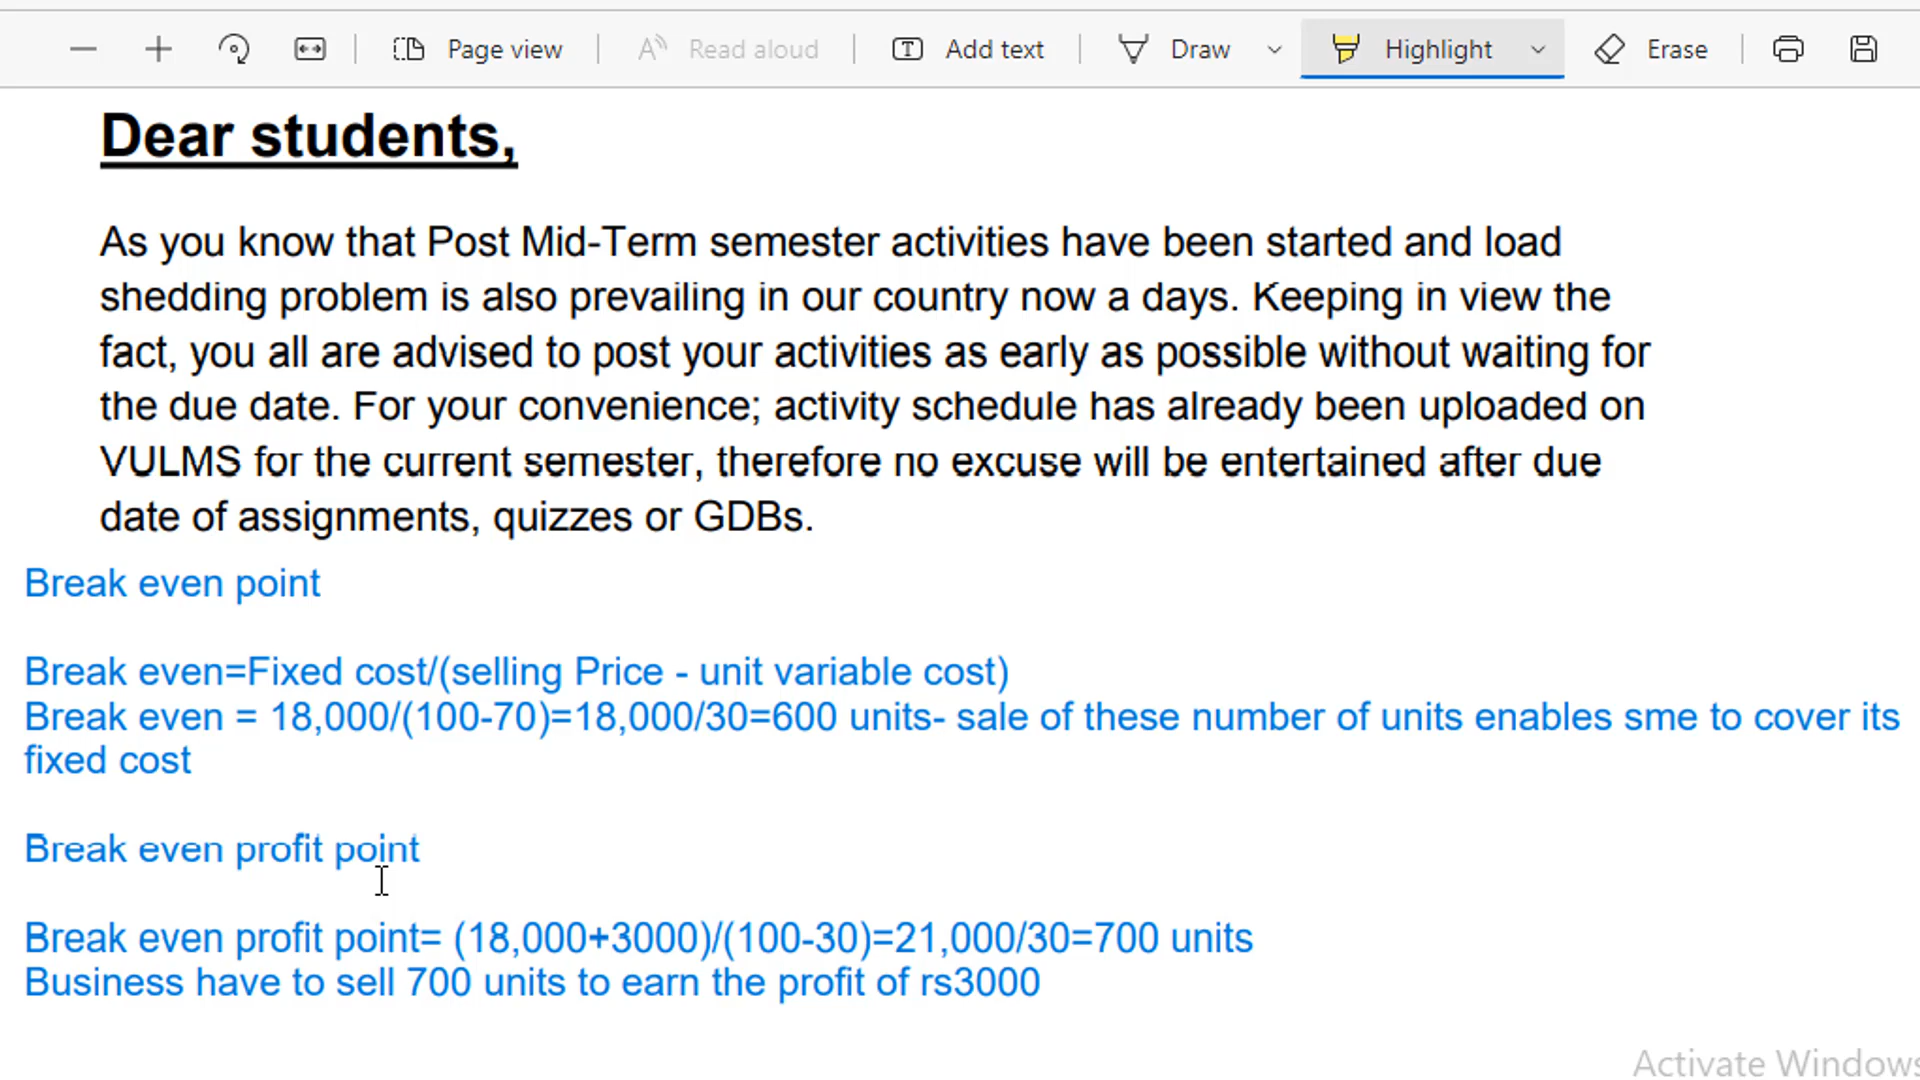 Page view
Read aloud
Add text
Draw
Highlight
Erase
Dear students,
As you know that Post Mid-Term semester activities have been started and load
shedding problem is also prevailing in our country now a days. Keeping in view the
fact, you all are advised to post your activities as early as possible without waiting for
the due date. For your convenience; activity schedule has already been uploaded on
VULMS for the current semester, therefore no excuse will be entertained after due
date of assignments, quizzes or GDBs.
Break even point
Break even=Fixed cost/(selling Price - unit variable cost)
Break even = 18,000/(100-70)=18,000/30=600 units- sale of these number of units enables sme to cover its
fixed cost
Break even profit point
Break even profit point= (18,000+3000)/(100-30)=21,000/30=700 units
Business have to sell 700 units to earn the profit of rs3000
Activate Windows